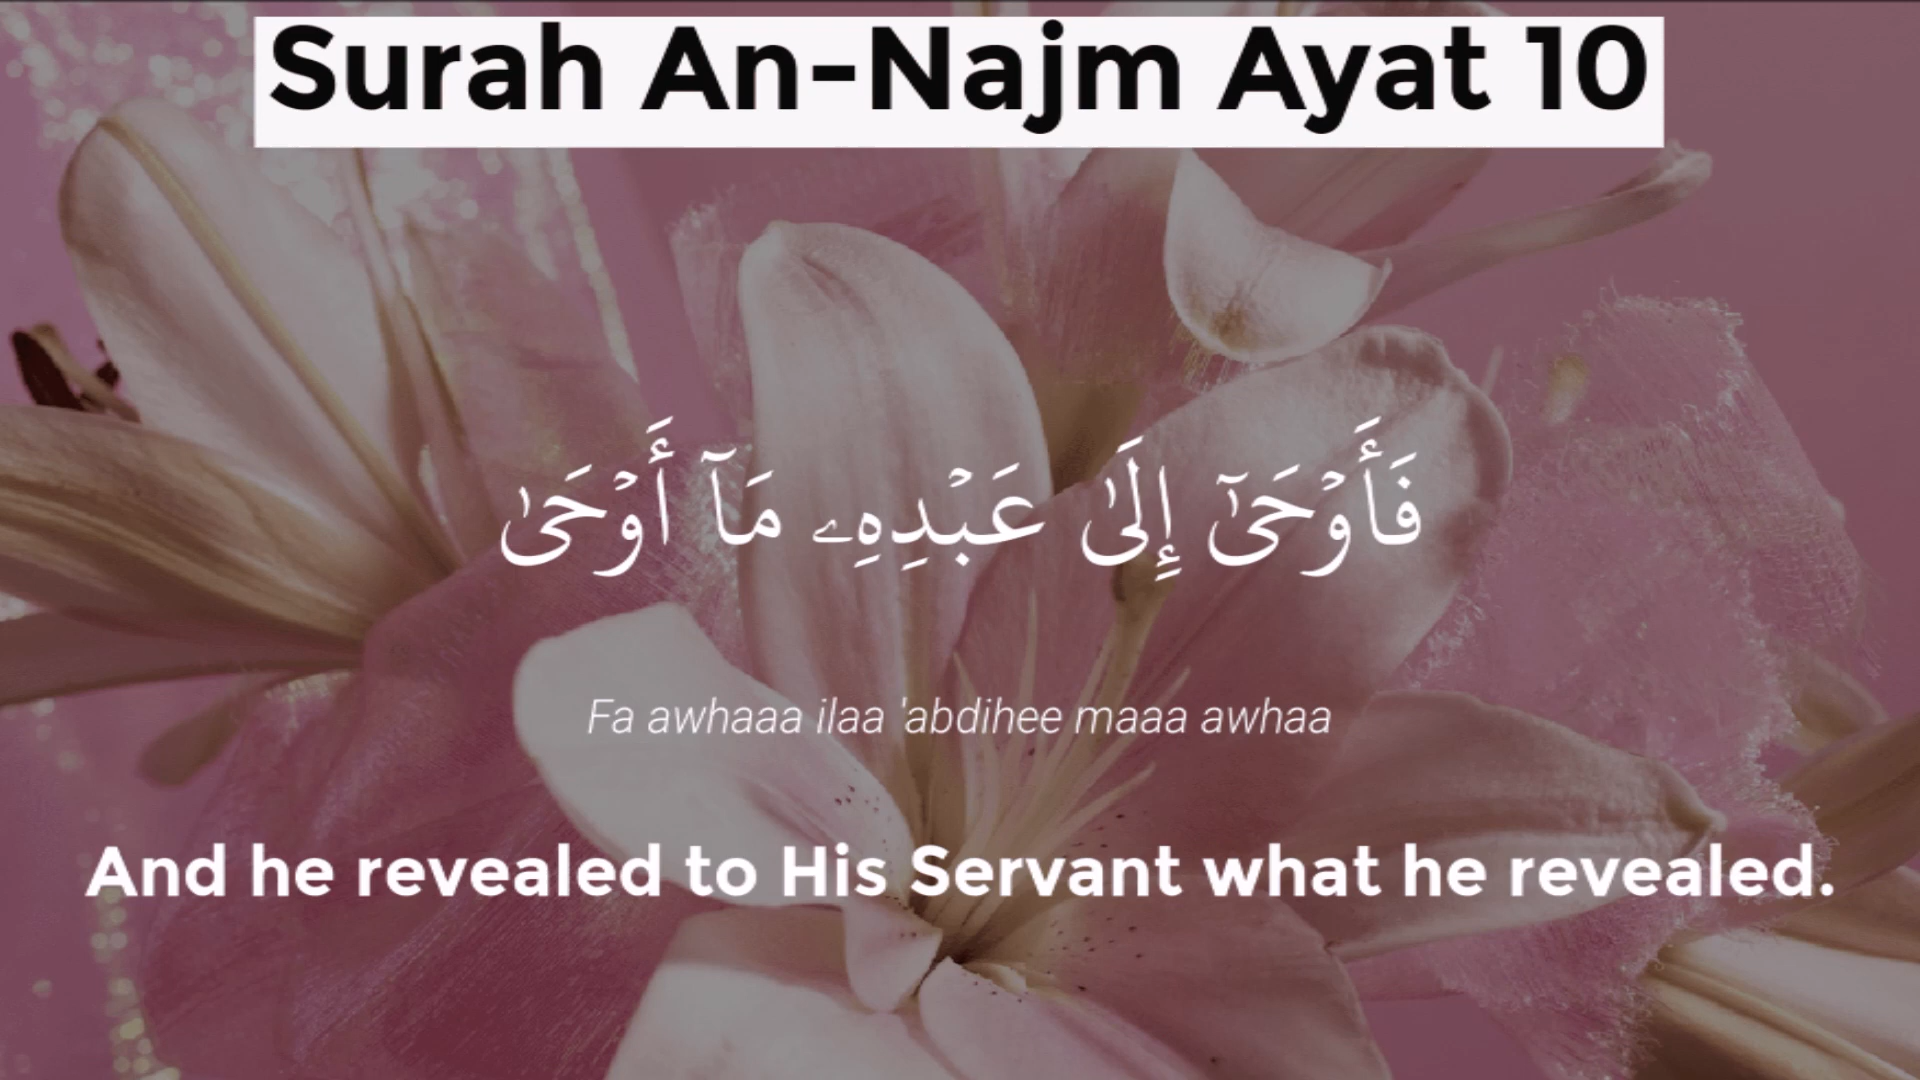 Surah An-Najm Ayat 10
فَأَوۡحَىٰٓ إِلَىٰ عَبۡدِهِۦ مَآ أَوۡحَىٰ
Fa awhaaa ilaa 'abdihee maaa awhaa
And he revealed to His Servant what he revealed.